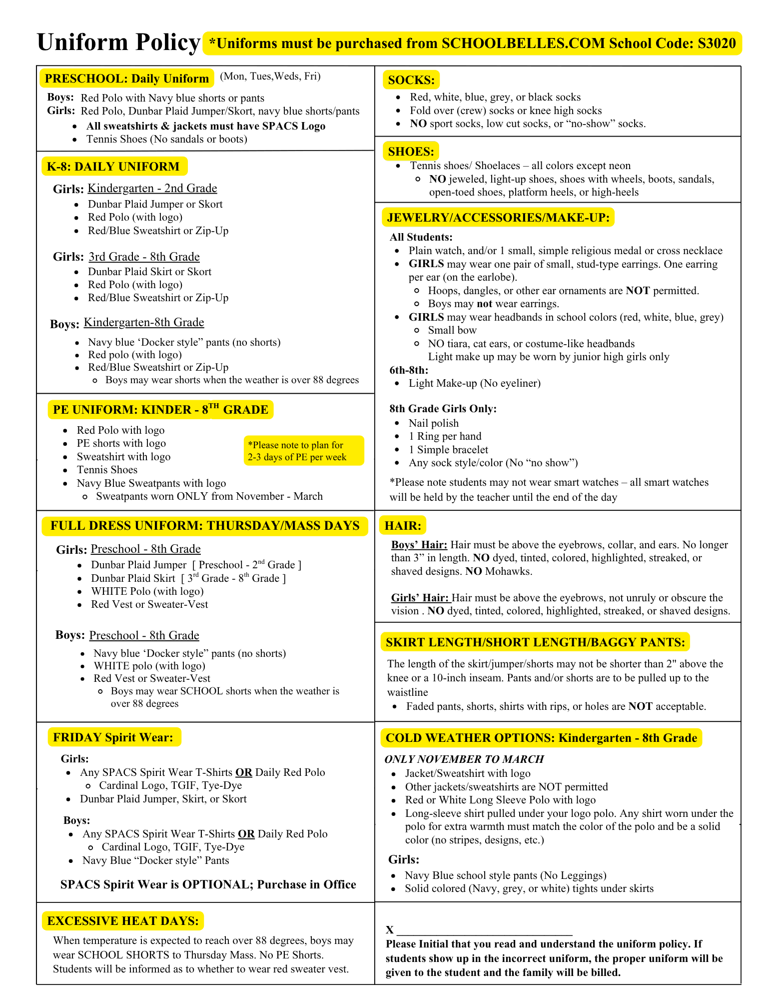 Uniform Policy *Uniforms must be purchased from SCHOOLBELLES.COM School Code: S3020
PRESCHOOL: Daily Uniform (Mon, Tues,Weds, Fri)
Boys: Red Polo with Navy blue shorts or pants
Girls: Red Polo, Dunbar Plaid Jumper/Skort, navy blue shorts/pants
• All sweatshirts & jackets must have SPACS Logo
• Tennis Shoes (No sandals or boots)
K-8: DAILY UNIFORM
Girls: Kindergarten - 2nd Grade
• Dunbar Plaid Jumper or Skort
• Red Polo (with logo)
• Red/Blue Sweatshirt or Zip-Up
Girls: 3rd Grade - 8th Grade
• Dunbar Plaid Skirt or Skort
• Red Polo (with logo)
• Red/Blue Sweatshirt or Zip-Up
Boys: Kindergarten-8th Grade
• Navy blue ‘Docker style” pants (no shorts)
• Red polo (with logo)
• Red/Blue Sweatshirt or Zip-Up
○ Boys may wear shorts when the weather is over 88 degrees
PE UNIFORM: KINDER - 8TH GRADE
• Red Polo with logo
• PE shorts with logo
• Sweatshirt with logo
• Tennis Shoes
• Navy Blue Sweatpants with logo
○ Sweatpants worn ONLY from November - March
*Please note to plan for
2-3 days of PE per week
FULL DRESS UNIFORM: THURSDAY/MASS DAYS
Girls: Preschool - 8th Grade
• Dunbar Plaid Jumper [ Preschool - 2nd Grade ]
• Dunbar Plaid Skirt [ 3rd Grade - 8th Grade ]
• WHITE Polo (with logo)
• Red Vest or Sweater-Vest
Boys: Preschool - 8th Grade
• Navy blue ‘Docker style” pants (no shorts)
• WHITE polo (with logo)
• Red Vest or Sweater-Vest
○ Boys may wear SCHOOL shorts when the weather is
over 88 degrees
FRIDAY Spirit Wear:
Girls:
• Any SPACS Spirit Wear T-Shirts OR Daily Red Polo
○ Cardinal Logo, TGIF, Tye-Dye
• Dunbar Plaid Jumper, Skirt, or Skort
Boys:
• Any SPACS Spirit Wear T-Shirts OR Daily Red Polo
○ Cardinal Logo, TGIF, Tye-Dye
• Navy Blue “Docker style” Pants
SPACS Spirit Wear is OPTIONAL; Purchase in Office
EXCESSIVE HEAT DAYS:
When temperature is expected to reach over 88 degrees, boys may
wear SCHOOL SHORTS to Thursday Mass. No PE Shorts.
Students will be informed as to whether to wear red sweater vest.
SOCKS:
• Red, white, blue, grey, or black socks
• Fold over (crew) socks or knee high socks
• NO sport socks, low cut socks, or “no-show” socks.
SHOES:
• Tennis shoes/ Shoelaces – all colors except neon
○ NO jeweled, light-up shoes, shoes with wheels, boots, sandals,
open-toed shoes, platform heels, or high-heels
JEWELRY/ACCESSORIES/MAKE-UP:
All Students:
• Plain watch, and/or 1 small, simple religious medal or cross necklace
• GIRLS may wear one pair of small, stud-type earrings. One earring
per ear (on the earlobe).
○ Hoops, dangles, or other ear ornaments are NOT permitted.
○ Boys may not wear earrings.
• GIRLS may wear headbands in school colors (red, white, blue, grey)
○ Small bow
○ NO tiara, cat ears, or costume-like headbands
Light make up may be worn by junior high girls only
6th-8th:
• Light Make-up (No eyeliner)
8th Grade Girls Only:
• Nail polish
• 1 Ring per hand
• 1 Simple bracelet
• Any sock style/color (No “no show”)
*Please note students may not wear smart watches – all smart watches
will be held by the teacher until the end of the day
HAIR:
Boys’ Hair: Hair must be above the eyebrows, collar, and ears. No longer
than 3” in length. NO dyed, tinted, colored, highlighted, streaked, or
shaved designs. NO Mohawks.
Girls’ Hair: Hair must be above the eyebrows, not unruly or obscure the
vision . NO dyed, tinted, colored, highlighted, streaked, or shaved designs.
SKIRT LENGTH/SHORT LENGTH/BAGGY PANTS:
The length of the skirt/jumper/shorts may not be shorter than 2" above the
knee or a 10-inch inseam. Pants and/or shorts are to be pulled up to the
waistline
• Faded pants, shorts, shirts with rips, or holes are NOT acceptable.
COLD WEATHER OPTIONS: Kindergarten - 8th Grade
ONLY NOVEMBER TO MARCH
• Jacket/Sweatshirt with logo
• Other jackets/sweatshirts are NOT permitted
• Red or White Long Sleeve Polo with logo
• Long-sleeve shirt pulled under your logo polo. Any shirt worn under the
polo for extra warmth must match the color of the polo and be a solid
color (no stripes, designs, etc.)
Girls:
• Navy Blue school style pants (No Leggings)
• Solid colored (Navy, grey, or white) tights under skirts
X ______________________________
Please Initial that you read and understand the uniform policy. If
students show up in the incorrect uniform, the proper uniform will be
given to the student and the family will be billed.